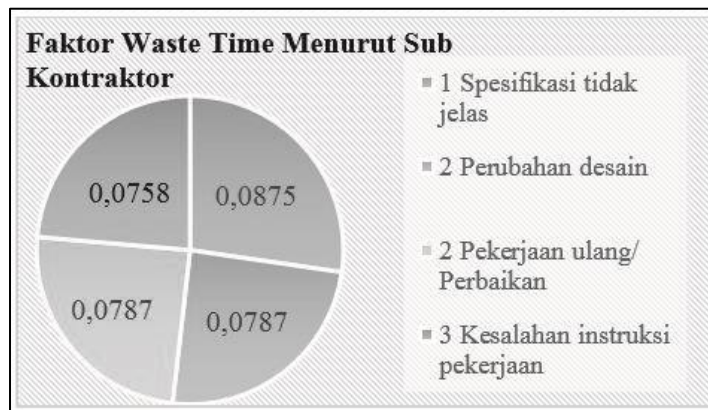 Faktor Waste Time Menurut Sub
Kontraktor
0,0758
0,0875
0,0787
0,0787
1 Spesifikasi tidak
jelas
2 Perubahan desain
2 Pekerjaan ulang/
Perbaikan
3 Kesalahan instruksi
pekerjaan